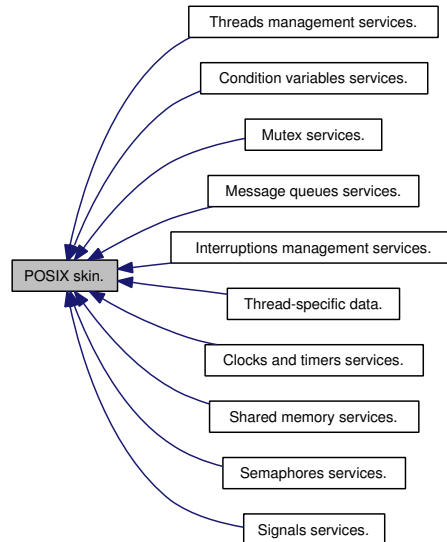 Threads management services.
Condition variables services.
Mutex services.
Message queues services.
Interruptions management services.
POSIX skin.
Thread-specific data.
Clocks and timers services.
Shared memory services.
Semaphores services.
Signals services.